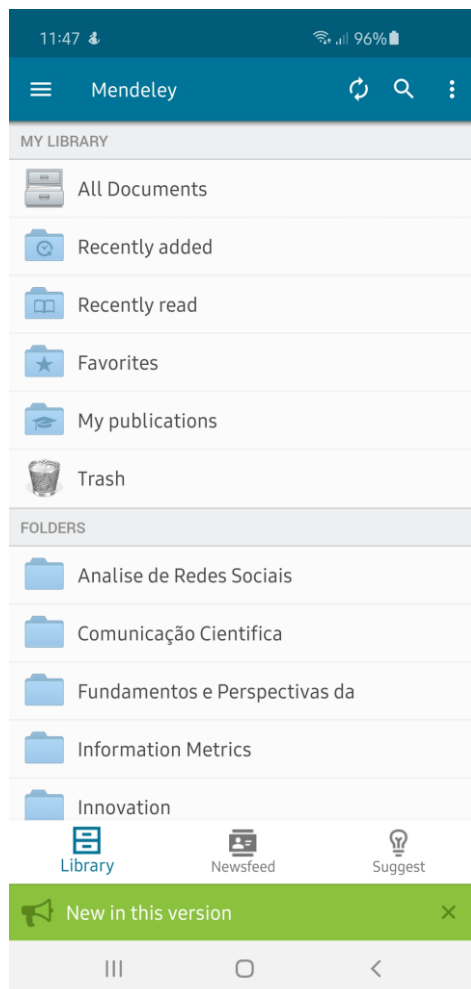 11:47 96%
Mendeley
MY LIBRARY
All Documents
Recently added
Recently read
Favorites
My publications
Trash
FOLDERS
Analise de Redes Sociais
Comunicação Cientifica
Fundamentos e Perspectivas da
Information Metrics
Innovation
Library Newsfeed Suggest
New in this version